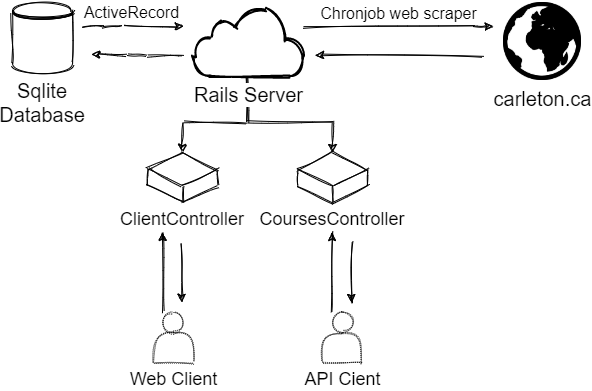 ActiveRecord
Chronjob web scraper
Sqlite
Database
Rails Server
carleton.ca
ClientController
CoursesController
Web Client
API Cient